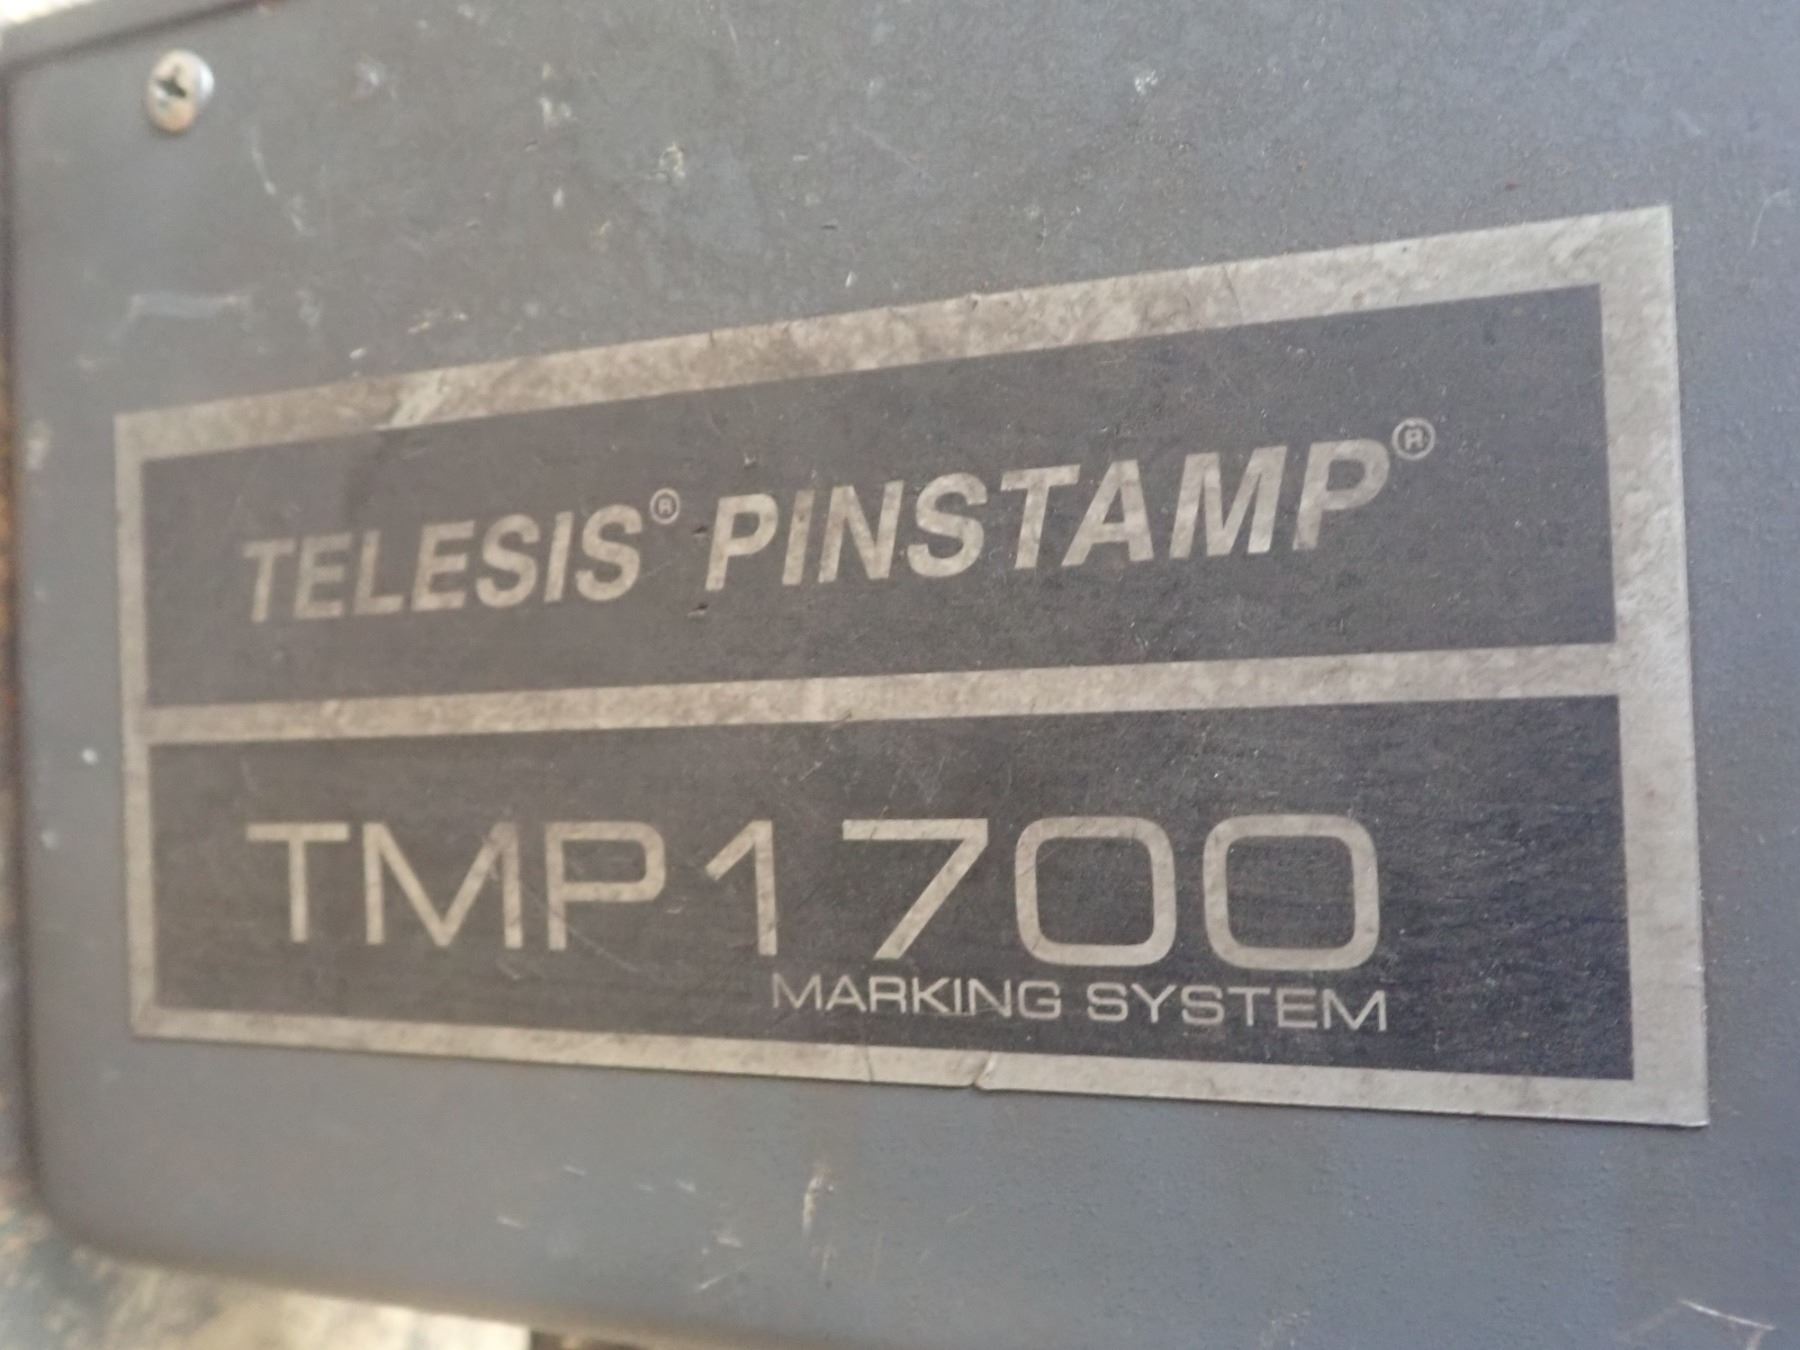 TELESIS® PINSTAMP®
TMP1700
MARKING SYSTEM